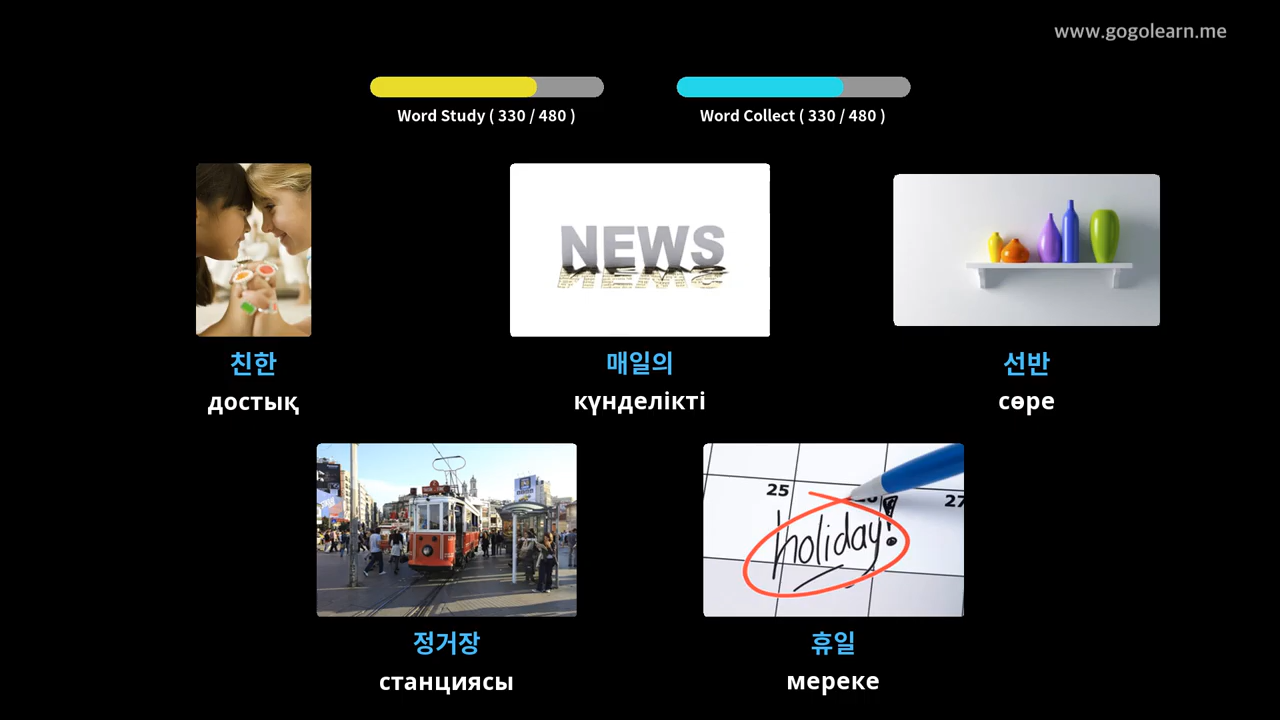 www.gogolearn.me
Word Study ( 330 / 480 )
Word Collect ( 330 / 480 )
NEWS
친한
매일의
선반
достық
күнделікті
сөре
25
27
holiday!
정거장
휴일
станциясы
мереке